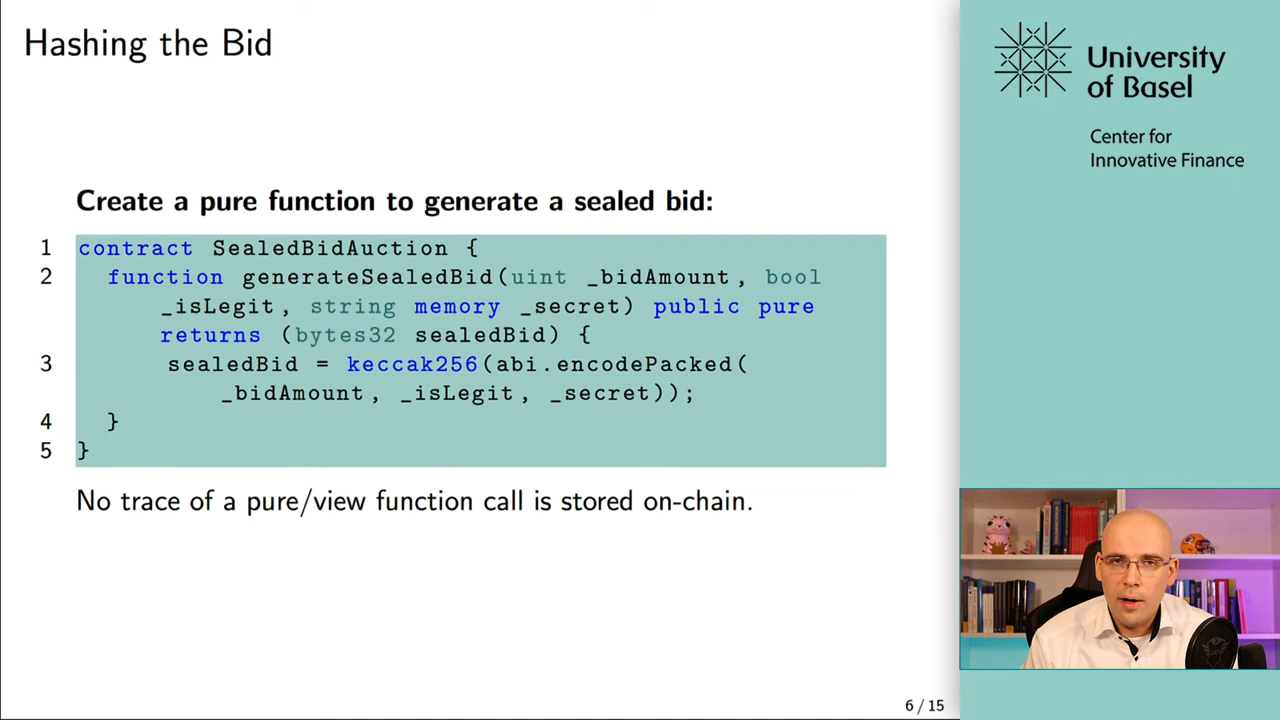 Hashing the Bid
Create a pure function to generate a sealed bid:
1 contract SealedBidAuction {
2 function generateSealedBid(uint _bidAmount, bool
_isLegit, string memory _secret) public pure
returns (bytes32 sealedBid) {
3 sealedBid = keccak256(abi.encodePacked(
_bidAmount, _isLegit, _secret));
4 }
5 }
No trace of a pure/view function call is stored on-chain.
6 / 15
University
of Basel
Center for
Innovative Finance